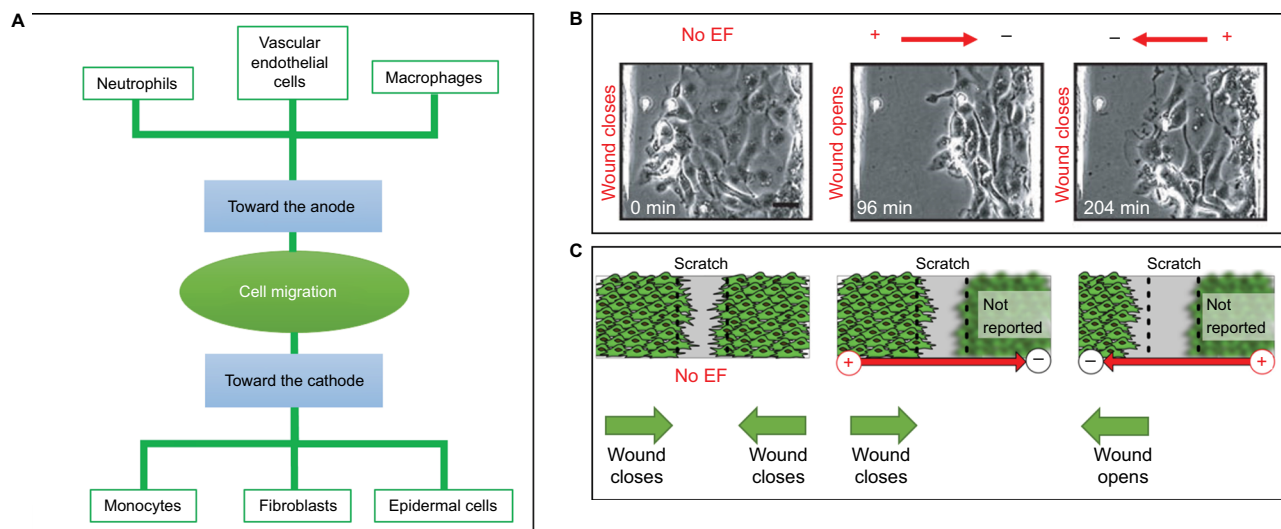 A
Neutrophils
Vascular
endothelial
cells
Macrophages
Toward the anode
Cell migration
Toward the cathode
Monocytes
Fibroblasts
Epidermal cells
B
No EF
+
–
–
+
Wound closes
0 min
Wound opens
96 min
Wound closes
204 min
C
Scratch
Scratch
Scratch
Not
reported
Not
reported
No EF
+
–
–
+
Wound
closes
Wound
closes
Wound
closes
Wound
opens